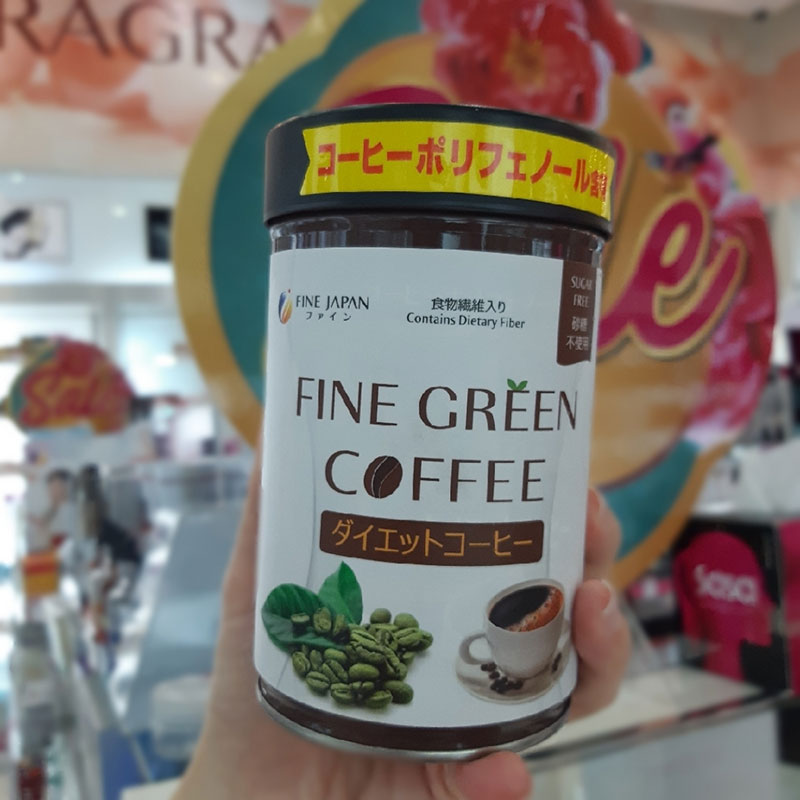 RAGRA
コーヒーポリフェノール含有
FINE JAPAN
ファイン
食物繊維入り
Contains Dietary Fiber
SUGAR
FREE
砂糖
不使用
FINE GREEN
COFFEE
ダイエットコーヒー
Sale
sasa